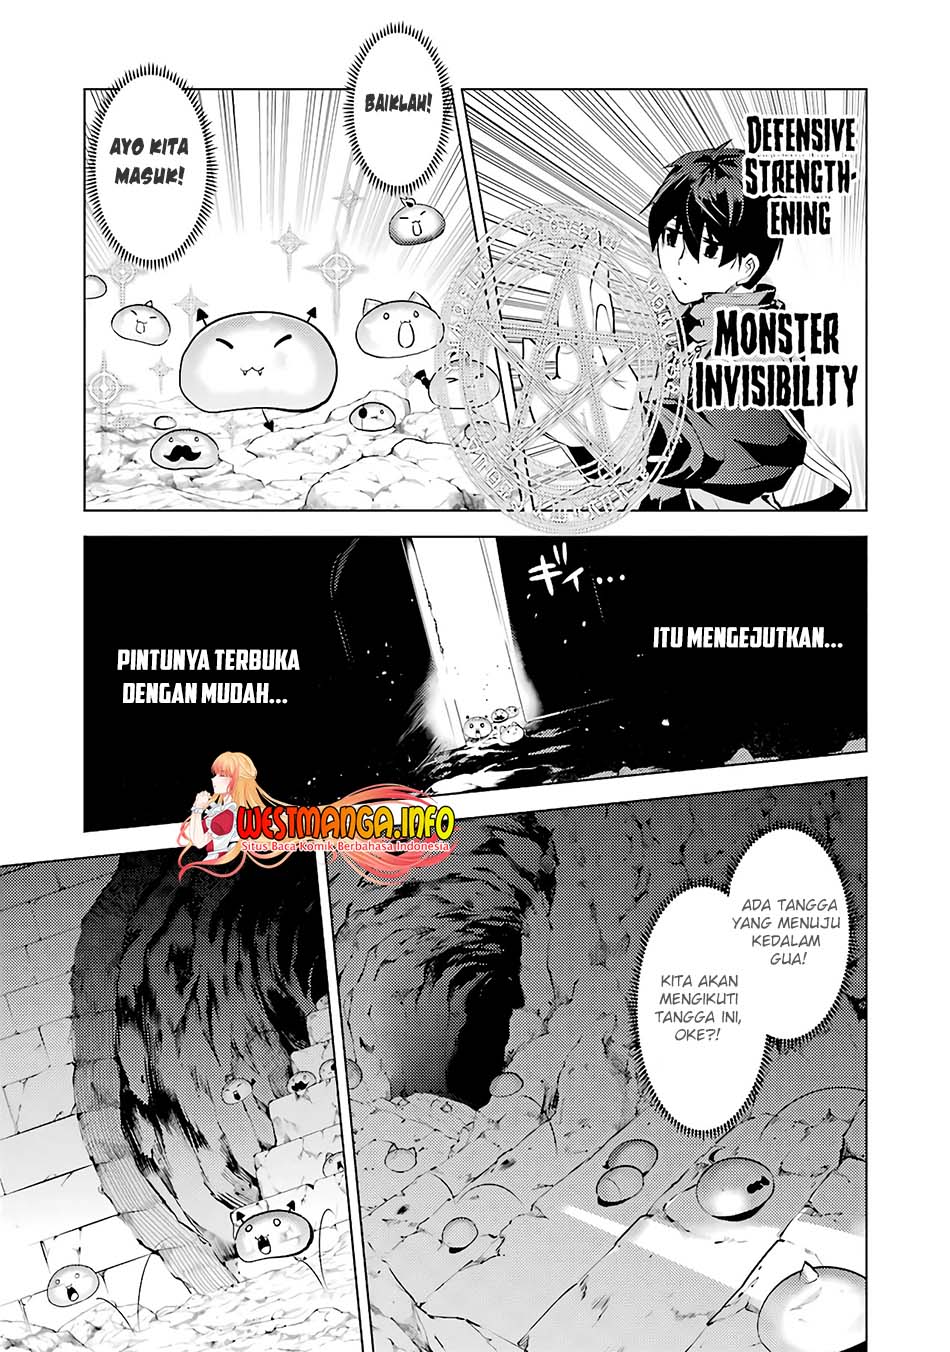 DEFENSIVE
STRENGTH-
ENING
MONSTER
INVISIBILITY
BAIKLAH!
AYO KITA
MASUK!
ギィ...
ITU MENGEJUTKAN...
PINTUNYA TERBUKA
DENGAN MUDAH...
WESTMANGA.INFO
Situs Baca Komik Berbahasa Indonesia
ADA TANGGA
YANG MENUJU
KEDALAM
GUA!
KITA AKAN
MENGIKUTI
TANGGA INI,
OKE?!